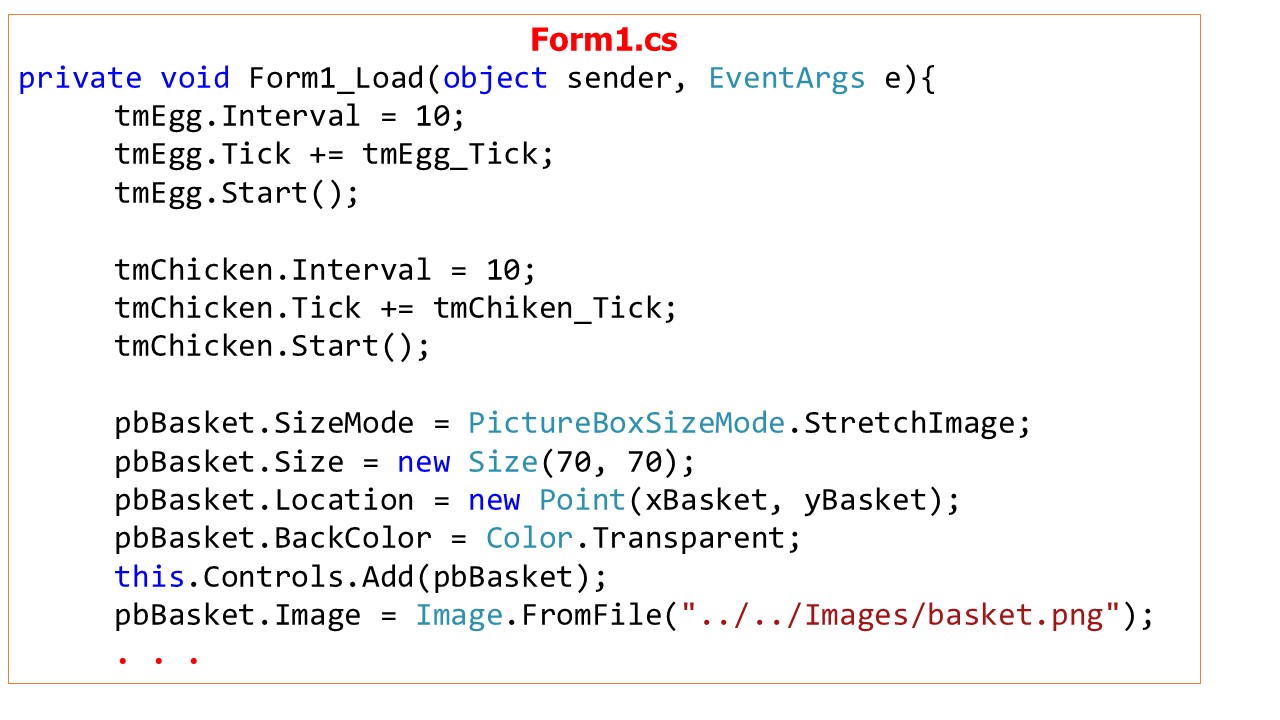 Form1.cs
private void Form1_Load(object sender, EventArgs e){
tmEgg.Interval = 10;
tmEgg.Tick += tmEgg_Tick;
tmEgg.Start();
tmChicken.Interval = 10;
tmChicken.Tick += tmChiken_Tick;
tmChicken.Start();
pbBasket.SizeMode = PictureBoxSizeMode.StretchImage;
pbBasket.Size = new Size(70, 70);
pbBasket.Location = new Point(xBasket, yBasket);
pbBasket.BackColor = Color.Transparent;
this.Controls.Add(pbBasket);
pbBasket.Image = Image.FromFile("../../Images/basket.png");
. . .